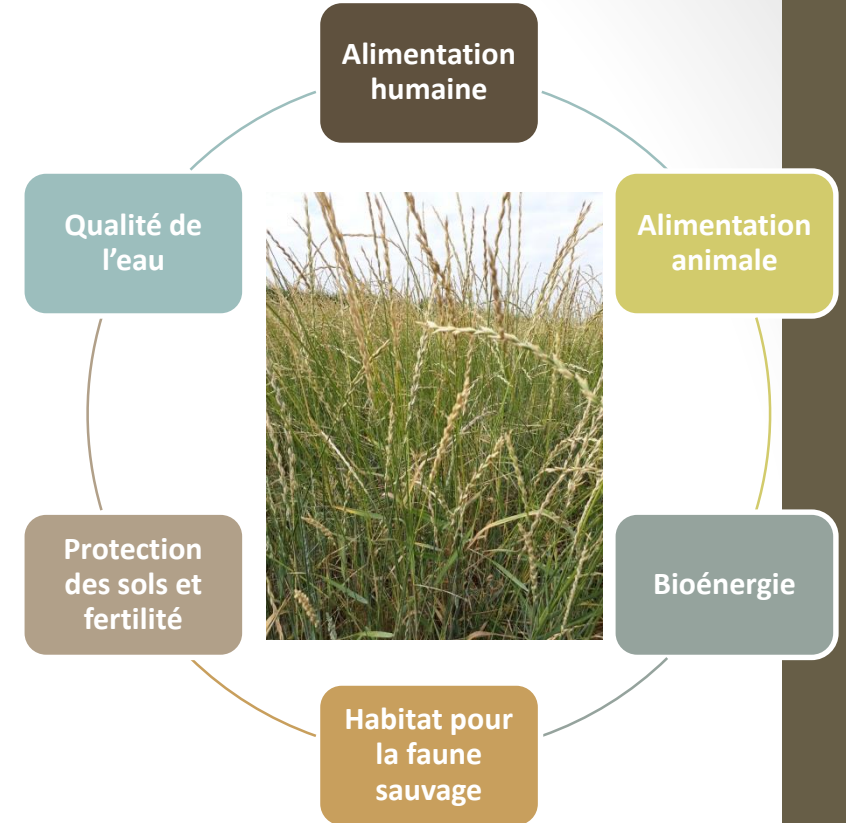 Alimentation
humaine
Alimentation
animale
Bioénergie
Habitat pour
la faune
sauvage
Protection
des sols et
fertilité
Qualité de
l’eau